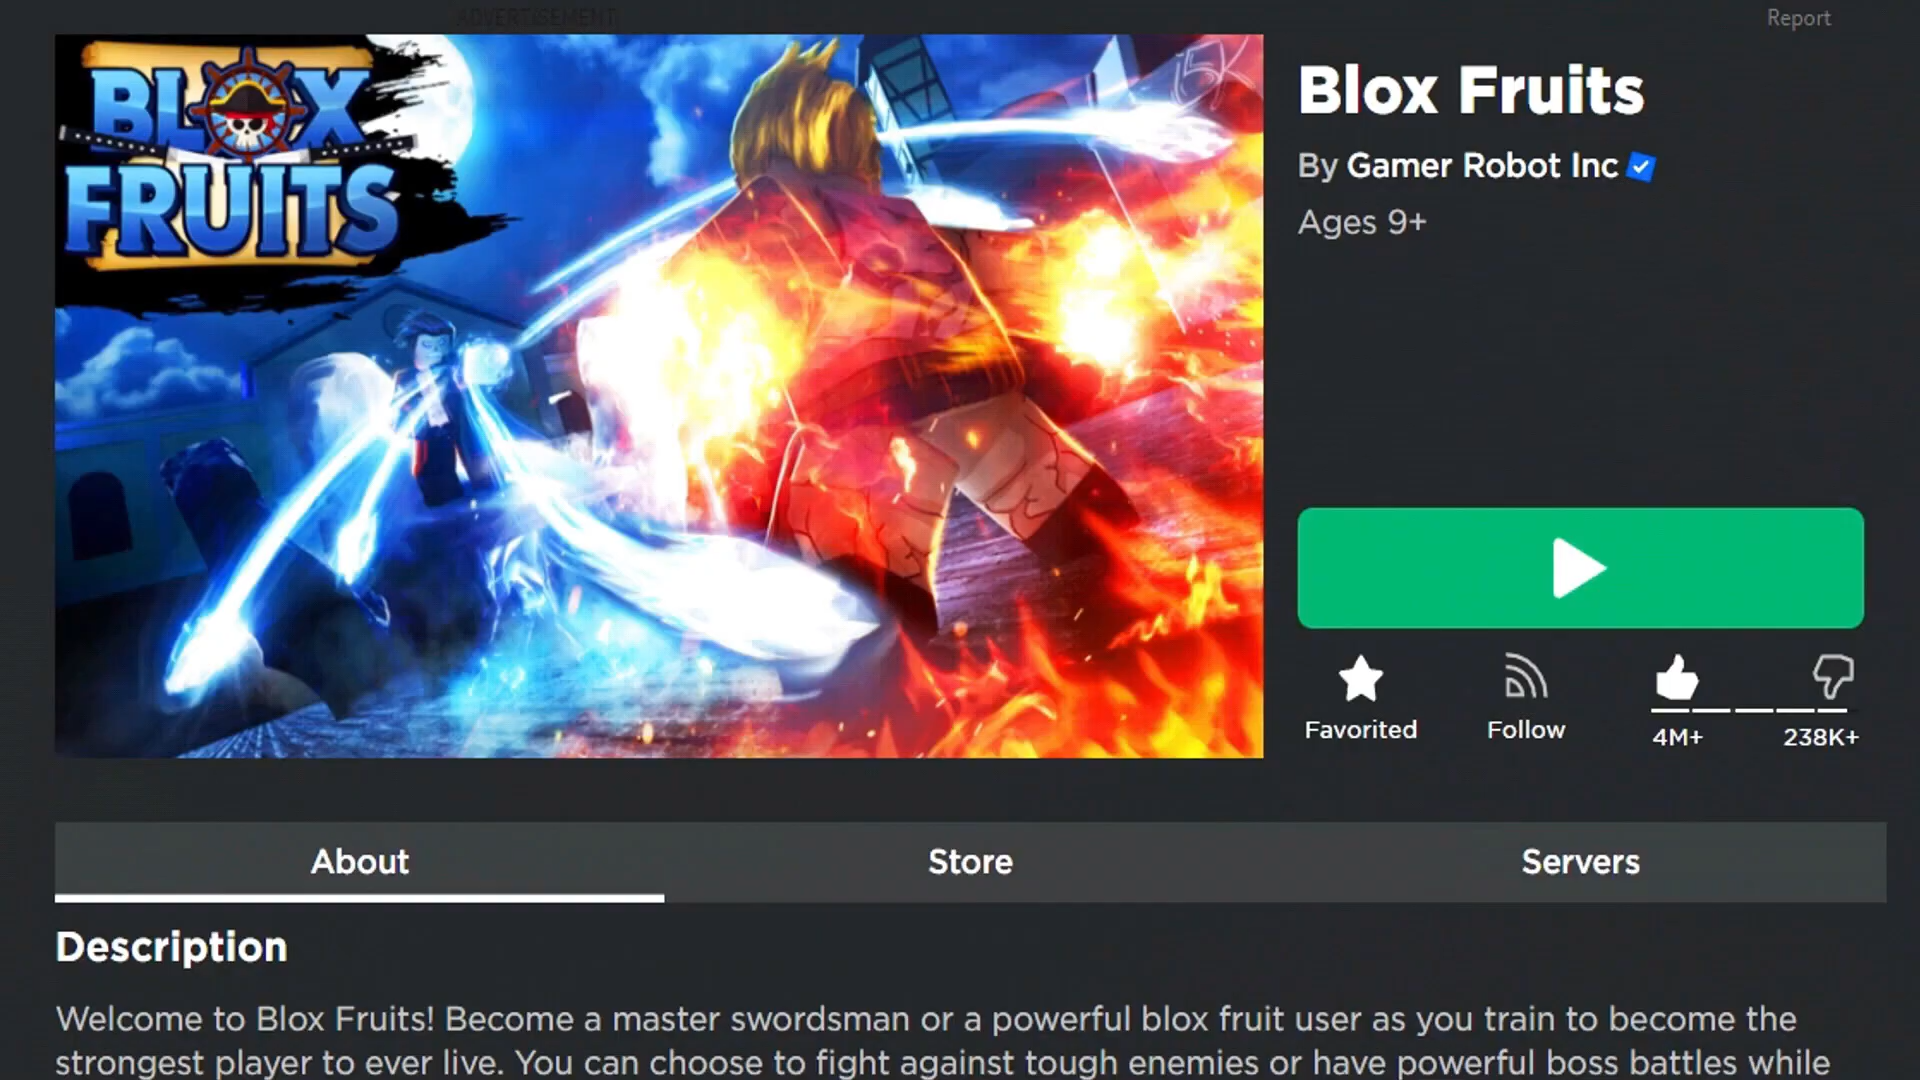 ADVERTISEMENT
Report
BLOX
FRUITS
15K
Blox Fruits
By Gamer Robot Inc
Ages 9+
Favorited
Follow
4M+
238K+
About
Store
Servers
Description
Welcome to Blox Fruits! Become a master swordsman or a powerful blox fruit user as you train to become the
strongest player to ever live. You can choose to fight against tough enemies or have powerful boss battles while